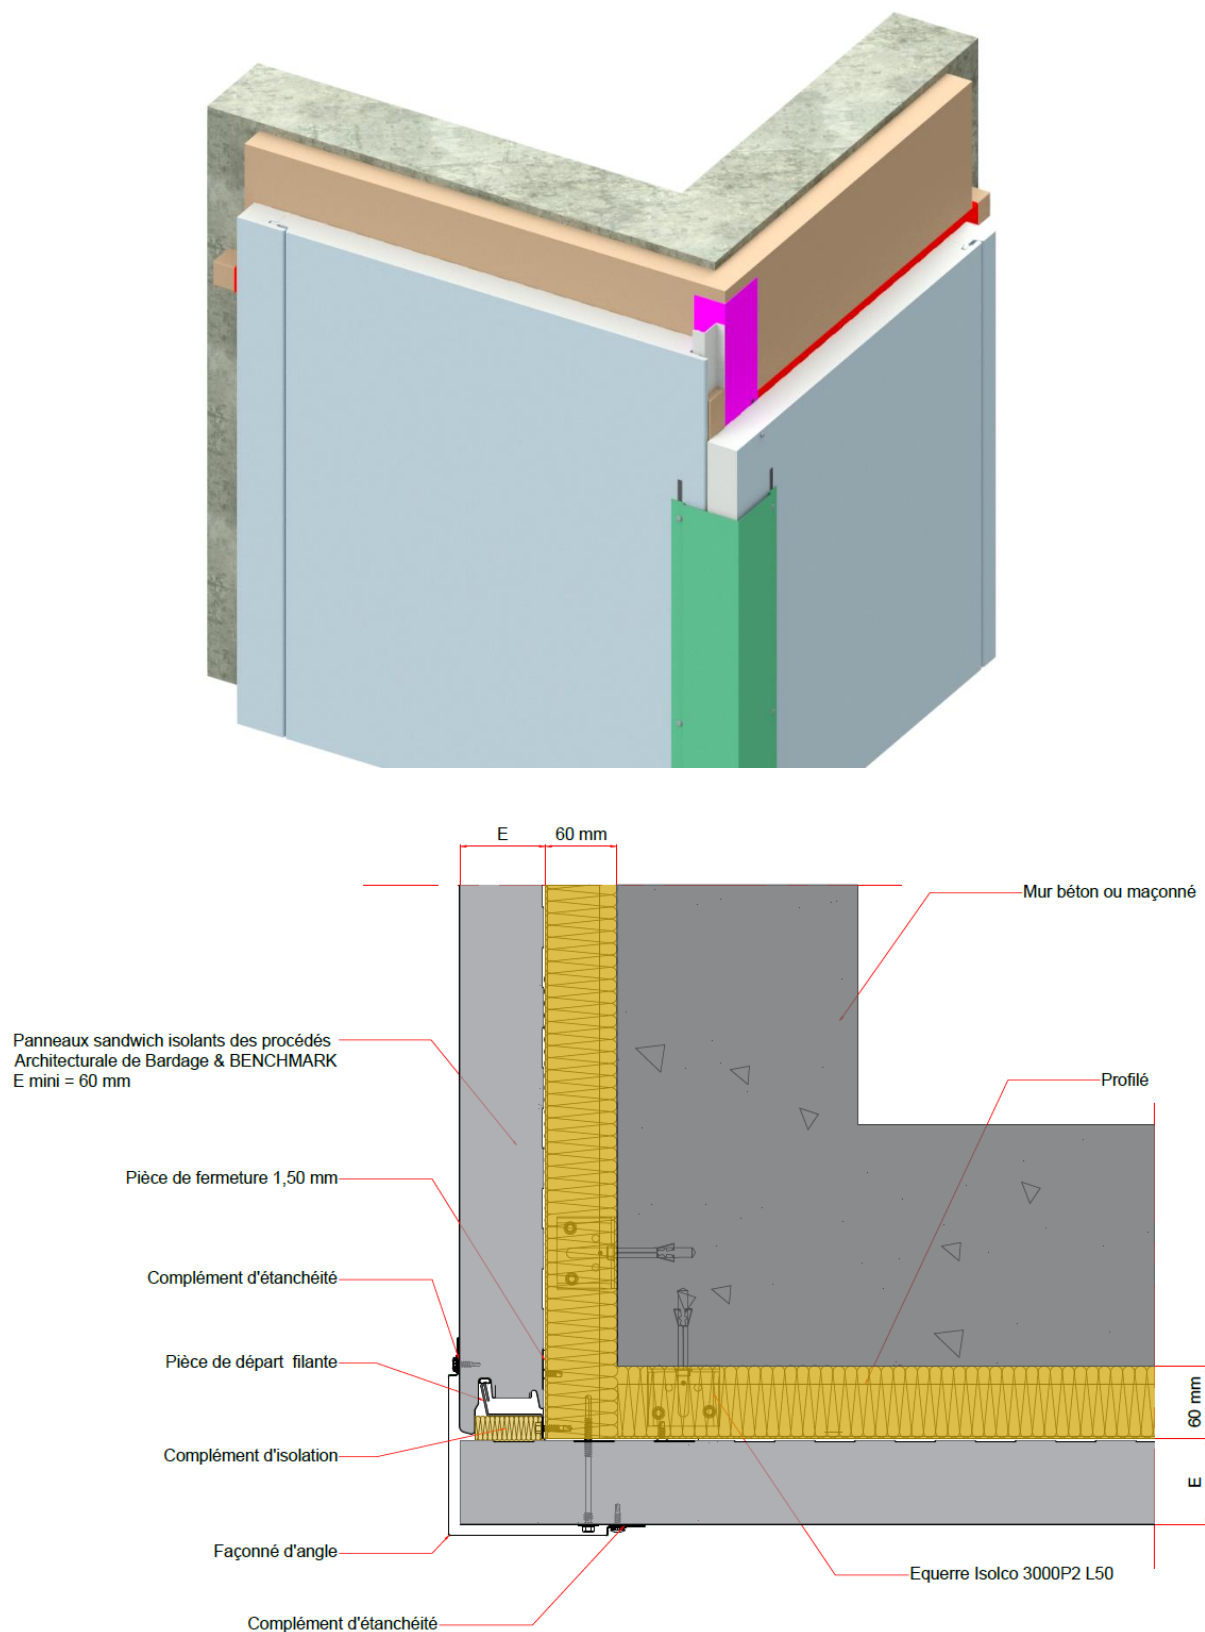 E
60 mm
Mur béton ou maçonné
Panneaux sandwich isolants des procédés
Architecturale de Bardage & BENCHMARK
E mini = 60 mm
Profilé
Pièce de fermeture 1,50 mm
Complément d'étanchéité
Pièce de départ filante
60 mm
Complément d'isolation
E
Façonné d'angle
Equerre Isolco 3000P2 L50
Complément d'étanchéité